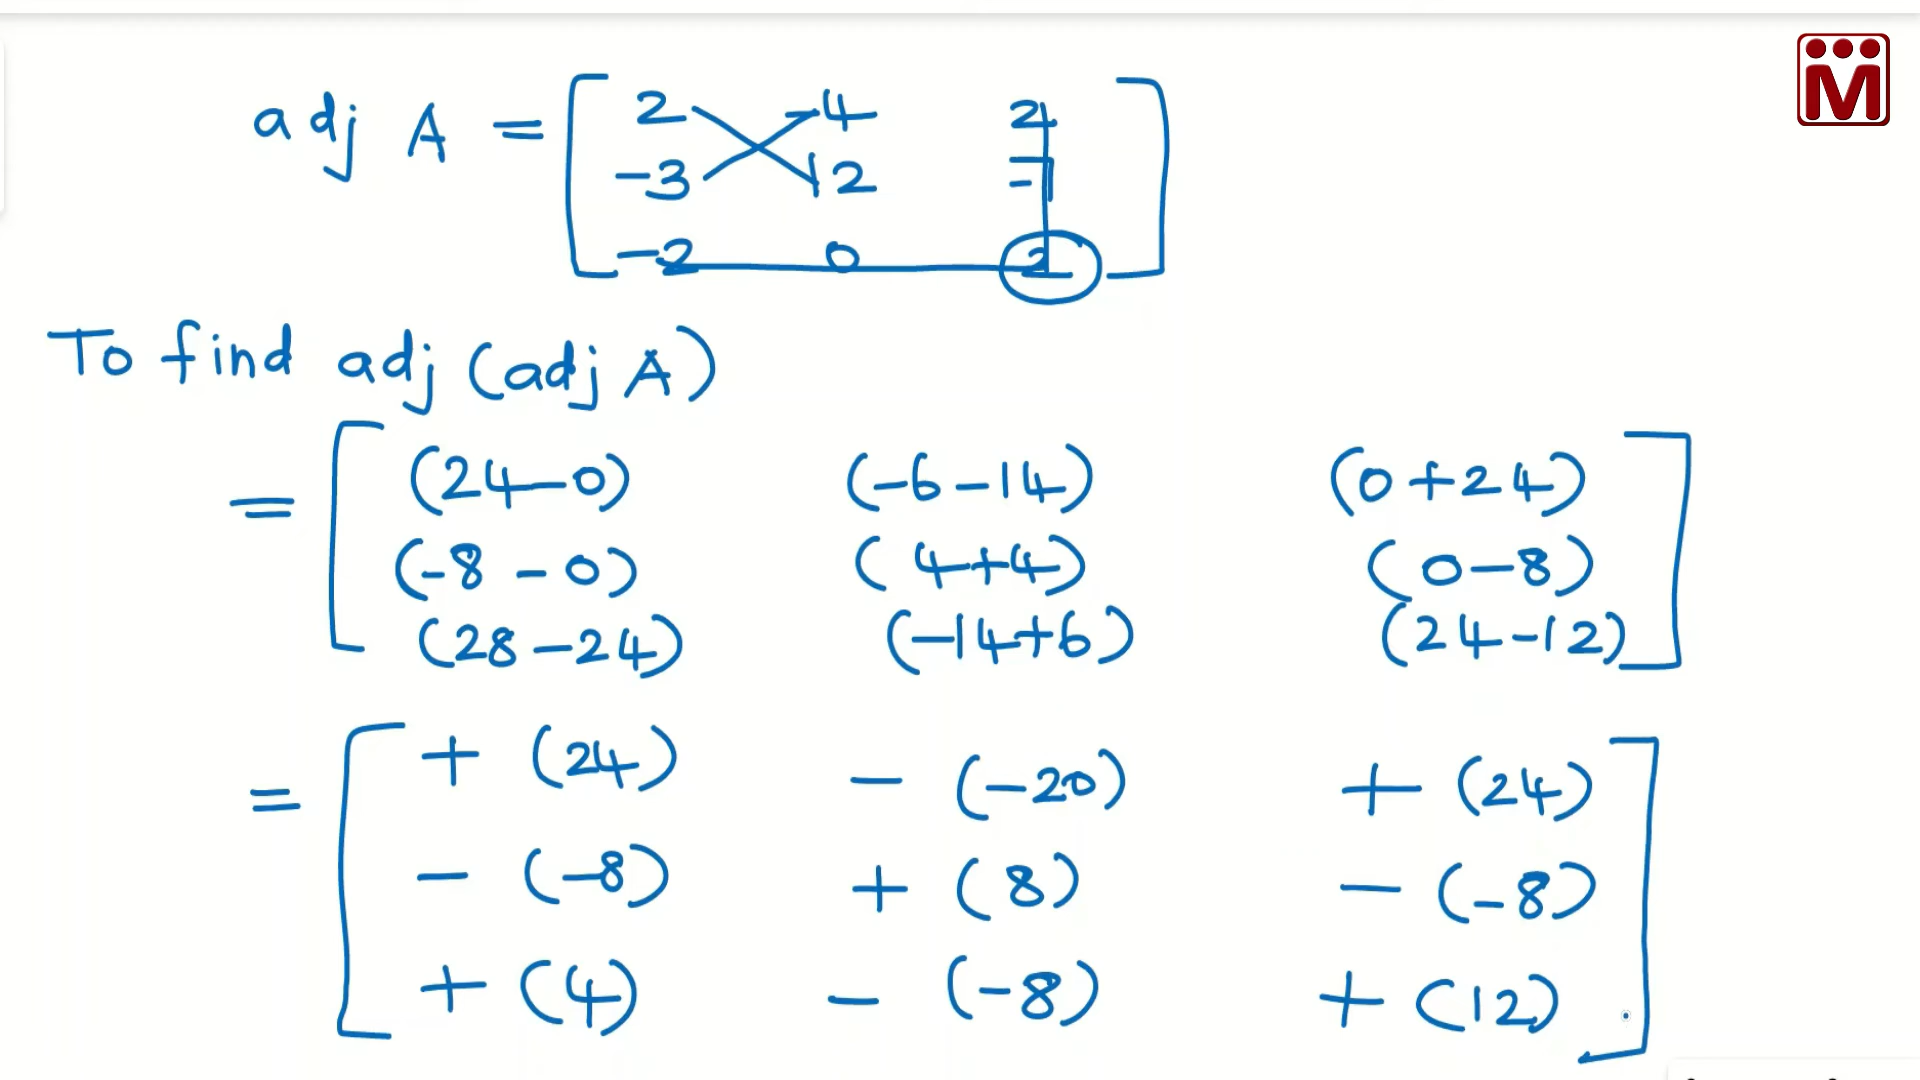 adj A = [ 2 -4 2
-3 12 -7
-2 0 2 ]
To find adj (adj A)
= [ (24-0) (-6-14) (0+24)
(-8-0) (4+4) (0-8)
(28-24) (-14+6) (24-12) ]
= [ + (24) - (-20) + (24)
- (-8) + (8) - (-8)
+ (4) - (-8) + (12) ]
M